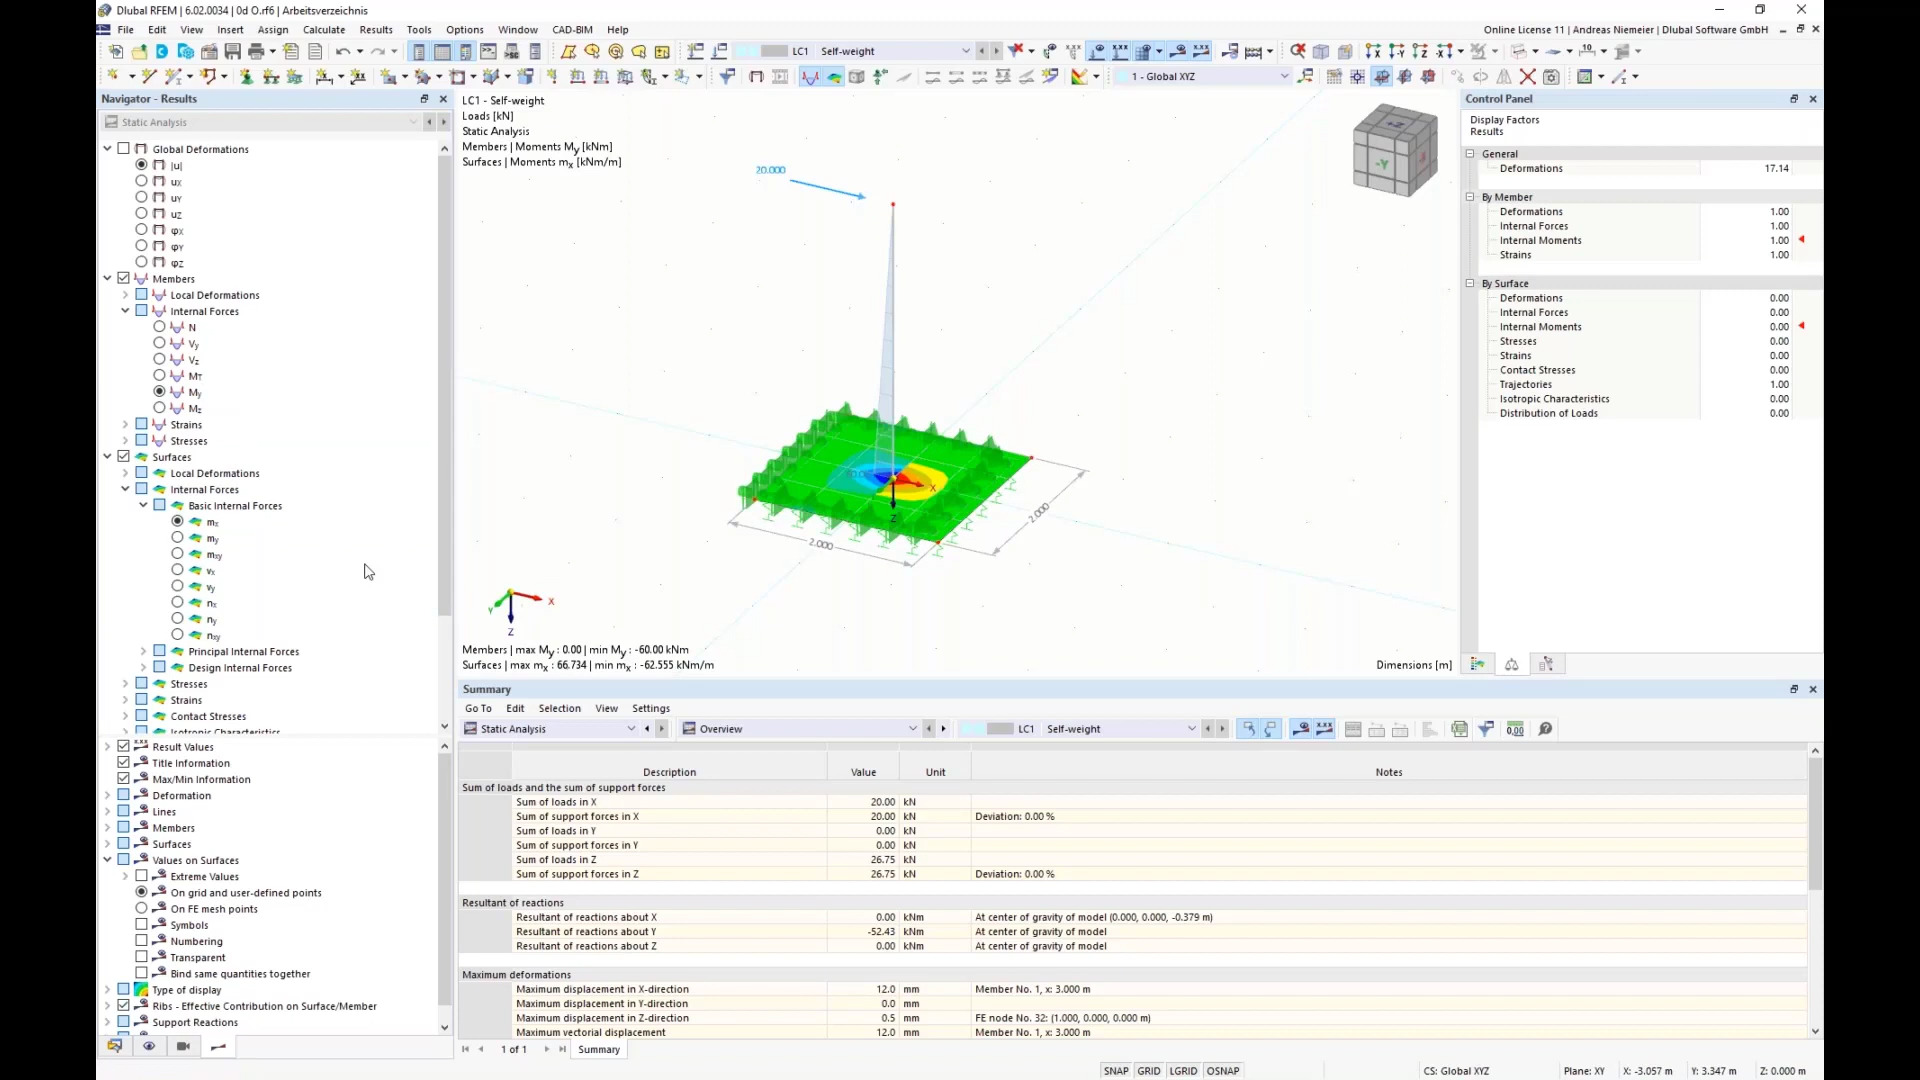 Dlubal RFEM | 6.02.0034 | 0d O.rf6 | Arbeitsverzeichnis
File Edit View Insert Assign Calculate Results Tools Options Window CAD-BIM Help
Online License 11 | Andreas Niemeier | Dlubal Software GmbH
LC1 Self-weight
1 - Global XYZ
Navigator - Results
Static Analysis
Global Deformations
|u|
uX
uY
uZ
φX
φY
φZ
Members
Local Deformations
Internal Forces
N
Vy
Vz
MT
My
Mz
Strains
Stresses
Surfaces
Local Deformations
Internal Forces
Basic Internal Forces
mx
my
mxy
vx
vy
nx
ny
nxy
Principal Internal Forces
Design Internal Forces
Stresses
Strains
Contact Stresses
Isotropic Characteristics
Result Values
Title Information
Max/Min Information
Deformation
Lines
Members
Surfaces
Values on Surfaces
Extreme Values
On grid and user-defined points
On FE mesh points
Symbols
Numbering
Transparent
Bind same quantities together
Type of display
Ribs - Effective Contribution on Surface/Member
Support Reactions
LC1 - Self-weight
Loads [kN]
Static Analysis
Members | Moments My [kNm]
Surfaces | Moments mx [kNm/m]
20.000
+Z
-Y
X
Z
2.000
2.000
X
Y
Z
Members | max My : 0.00 | min My : -60.00 kNm
Surfaces | max mx : 66.734 | min mx : -62.555 kNm/m
Dimensions [m]
Control Panel
Display Factors
Results
General
Deformations 17.14
By Member
Deformations 1.00
Internal Forces 1.00
Internal Moments 1.00
Strains 1.00
By Surface
Deformations 0.00
Internal Forces 0.00
Internal Moments 0.00
Stresses 0.00
Strains 0.00
Contact Stresses 0.00
Trajectories 1.00
Isotropic Characteristics 0.00
Distribution of Loads 0.00
Summary
Go To Edit Selection View Settings
Static Analysis Overview LC1 Self-weight
Description Value Unit Notes
Sum of loads and the sum of support forces
Sum of loads in X 20.00 kN
Sum of support forces in X 20.00 kN Deviation: 0.00 %
Sum of loads in Y 0.00 kN
Sum of support forces in Y 0.00 kN
Sum of loads in Z 26.75 kN
Sum of support forces in Z 26.75 kN Deviation: 0.00 %
Resultant of reactions
Resultant of reactions about X 0.00 kNm At center of gravity of model (0.000, 0.000, -0.379 m)
Resultant of reactions about Y -52.43 kNm At center of gravity of model
Resultant of reactions about Z 0.00 kNm At center of gravity of model
Maximum deformations
Maximum displacement in X-direction 12.0 mm Member No. 1, x: 3.000 m
Maximum displacement in Y-direction 0.0 mm
Maximum displacement in Z-direction 0.5 mm FE node No. 32: (1.000, 0.000, 0.000 m)
Maximum vectorial displacement 12.0 mm Member No. 1, x: 3.000 m
1 of 1 Summary
SNAP GRID LGRID OSNAP CS: Global XYZ Plane: XY X: -3.057 m Y: 3.347 m Z: 0.000 m